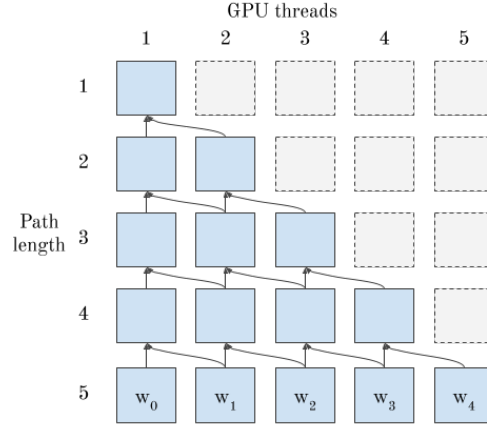 GPU threads
1 2 3 4 5
1
2
Path
length
3
4
5
w₀ w₁ w₂ w₃ w₄